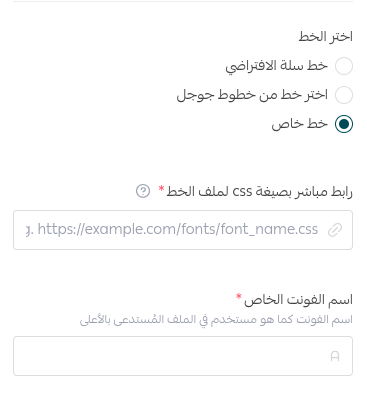 اختر الخط
خط سلة الافتراضي
اختر خط من خطوط جوجل
خط خاص
رابط مباشر بصيغة css لملف الخط *
g. https://example.com/fonts/font_name.css
اسم الفونت الخاص *
اسم الفونت كما هو مستخدم في الملف المُستدعى بالأعلى